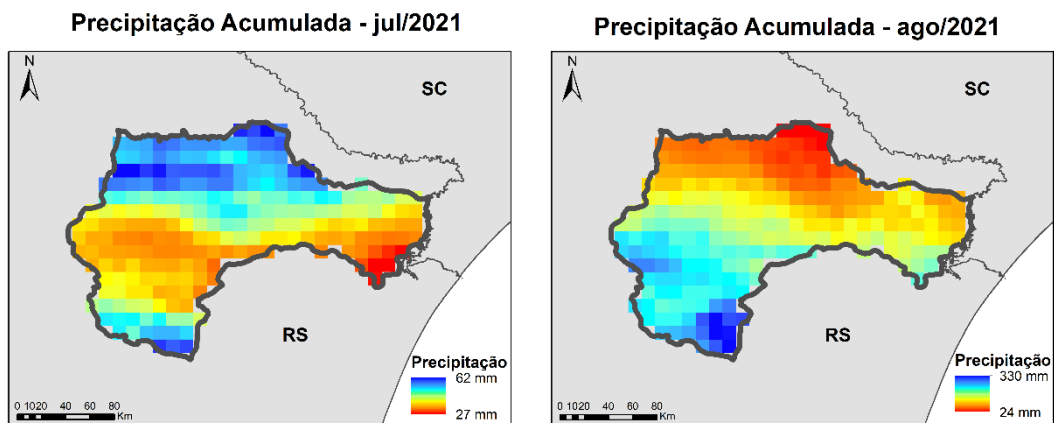 Precipitação Acumulada - jul/2021
N
SC
RS
Precipitação
62 mm
27 mm
0 1020 40 60 80
Km
Precipitação Acumulada - ago/2021
N
SC
RS
Precipitação
330 mm
24 mm
0 1020 40 60 80
Km